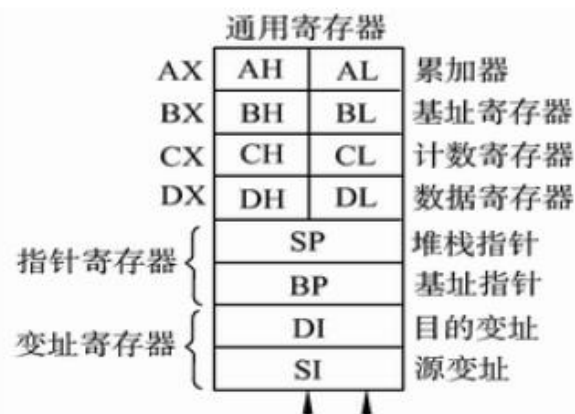 通用寄存器
AX AH AL 累加器
BX BH BL 基址寄存器
CX CH CL 计数寄存器
DX DH DL 数据寄存器
指针寄存器
SP 堆栈指针
BP 基址指针
变址寄存器
DI 目的变址
SI 源变址